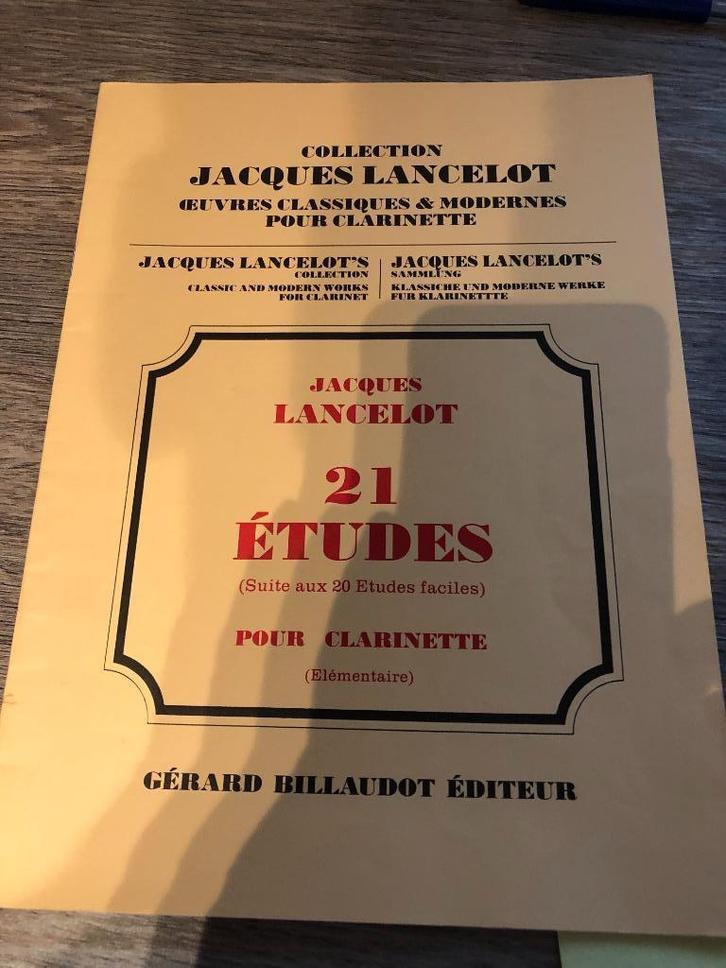 COLLECTION
JACQUES LANCELOT
ŒUVRES CLASSIQUES & MODERNES
POUR CLARINETTE
JACQUES LANCELOT'S
COLLECTION
CLASSIC AND MODERN WORKS
FOR CLARINET
JACQUES LANCELOT'S
SAMMLÜNG
KLASSICHE UND MODERNE WERKE
FUR KLARINETTTE
JACQUES
LANCELOT
21
ÉTUDES
(Suite aux 20 Etudes faciles)
POUR CLARINETTE
(Elémentaire)
GÉRARD BILLAUDOT ÉDITEUR